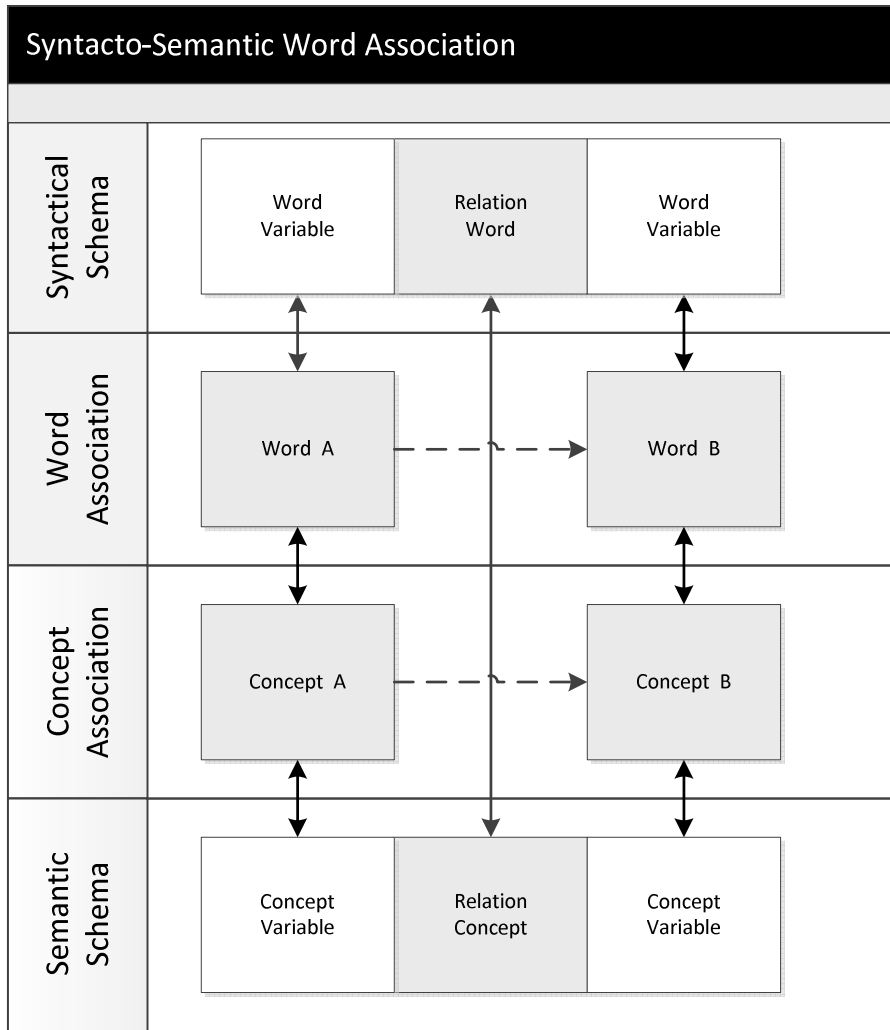 Syntacto-Semantic Word Association
Syntactical
Schema
Word
Variable
Relation
Word
Word
Variable
Word
Association
Word A
Word B
Concept
Association
Concept A
Concept B
Semantic
Schema
Concept
Variable
Relation
Concept
Concept
Variable